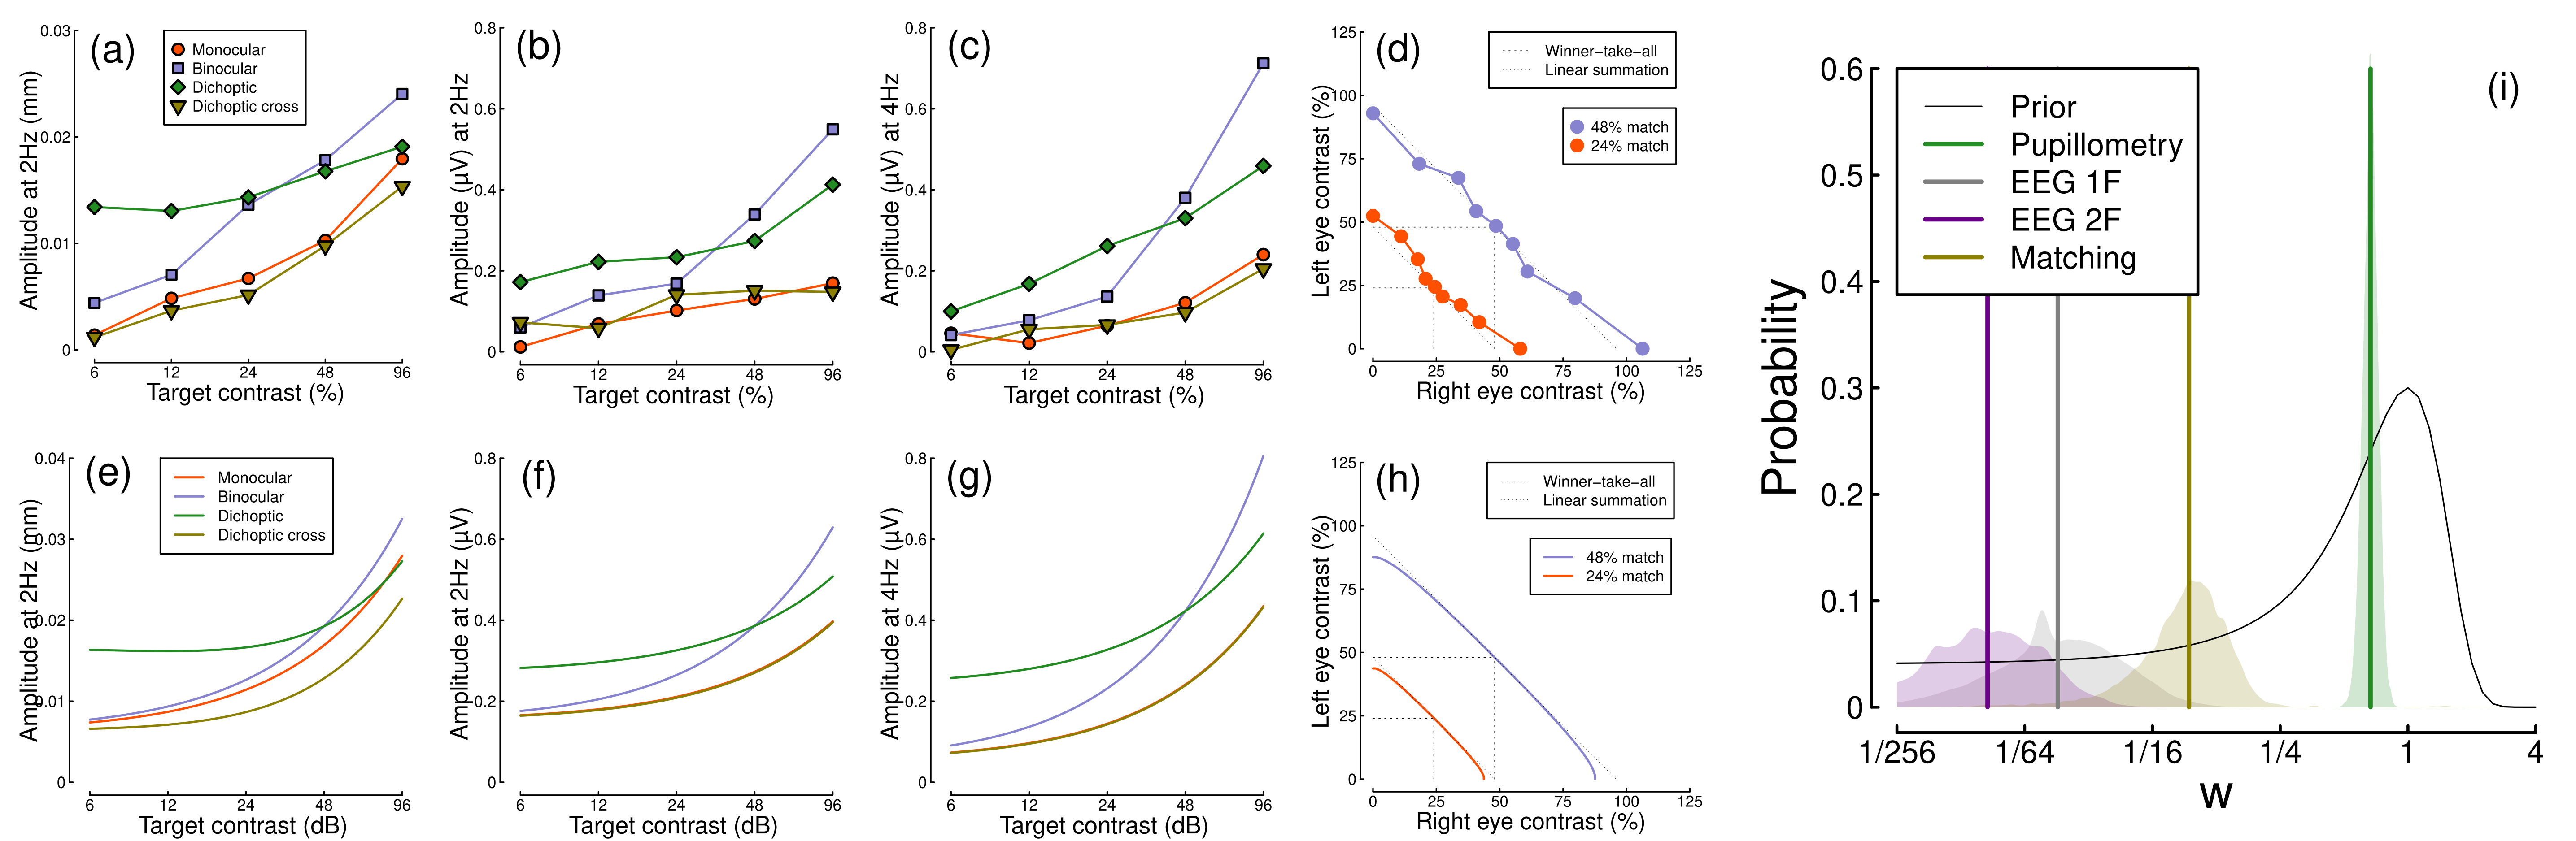 (a)
Monocular
Binocular
Dichoptic
Dichoptic cross
0.03
0.02
0.01
0
Amplitude at 2Hz (mm)
6 12 24 48 96
Target contrast (%)
(b)
0.8
0.6
0.4
0.2
0
Amplitude (µV) at 2Hz
6 12 24 48 96
Target contrast (%)
(c)
0.8
0.6
0.4
0.2
0
Amplitude (µV) at 4Hz
6 12 24 48 96
Target contrast (%)
(d)
Winner−take−all
Linear summation
48% match
24% match
125
100
75
50
25
0
Left eye contrast (%)
0 25 50 75 100 125
Right eye contrast (%)
(e)
Monocular
Binocular
Dichoptic
Dichoptic cross
0.04
0.03
0.02
0.01
0
Amplitude at 2Hz (mm)
6 12 24 48 96
Target contrast (dB)
(f)
0.8
0.6
0.4
0.2
0
Amplitude at 2Hz (µV)
6 12 24 48 96
Target contrast (dB)
(g)
0.8
0.6
0.4
0.2
0
Amplitude at 4Hz (µV)
6 12 24 48 96
Target contrast (dB)
(h)
Winner−take−all
Linear summation
48% match
24% match
125
100
75
50
25
0
Left eye contrast (%)
0 25 50 75 100 125
Right eye contrast (%)
(i)
Prior
Pupillometry
EEG 1F
EEG 2F
Matching
0.6
0.5
0.4
0.3
0.2
0.1
0
Probability
1/256 1/64 1/16 1/4 1 4
w